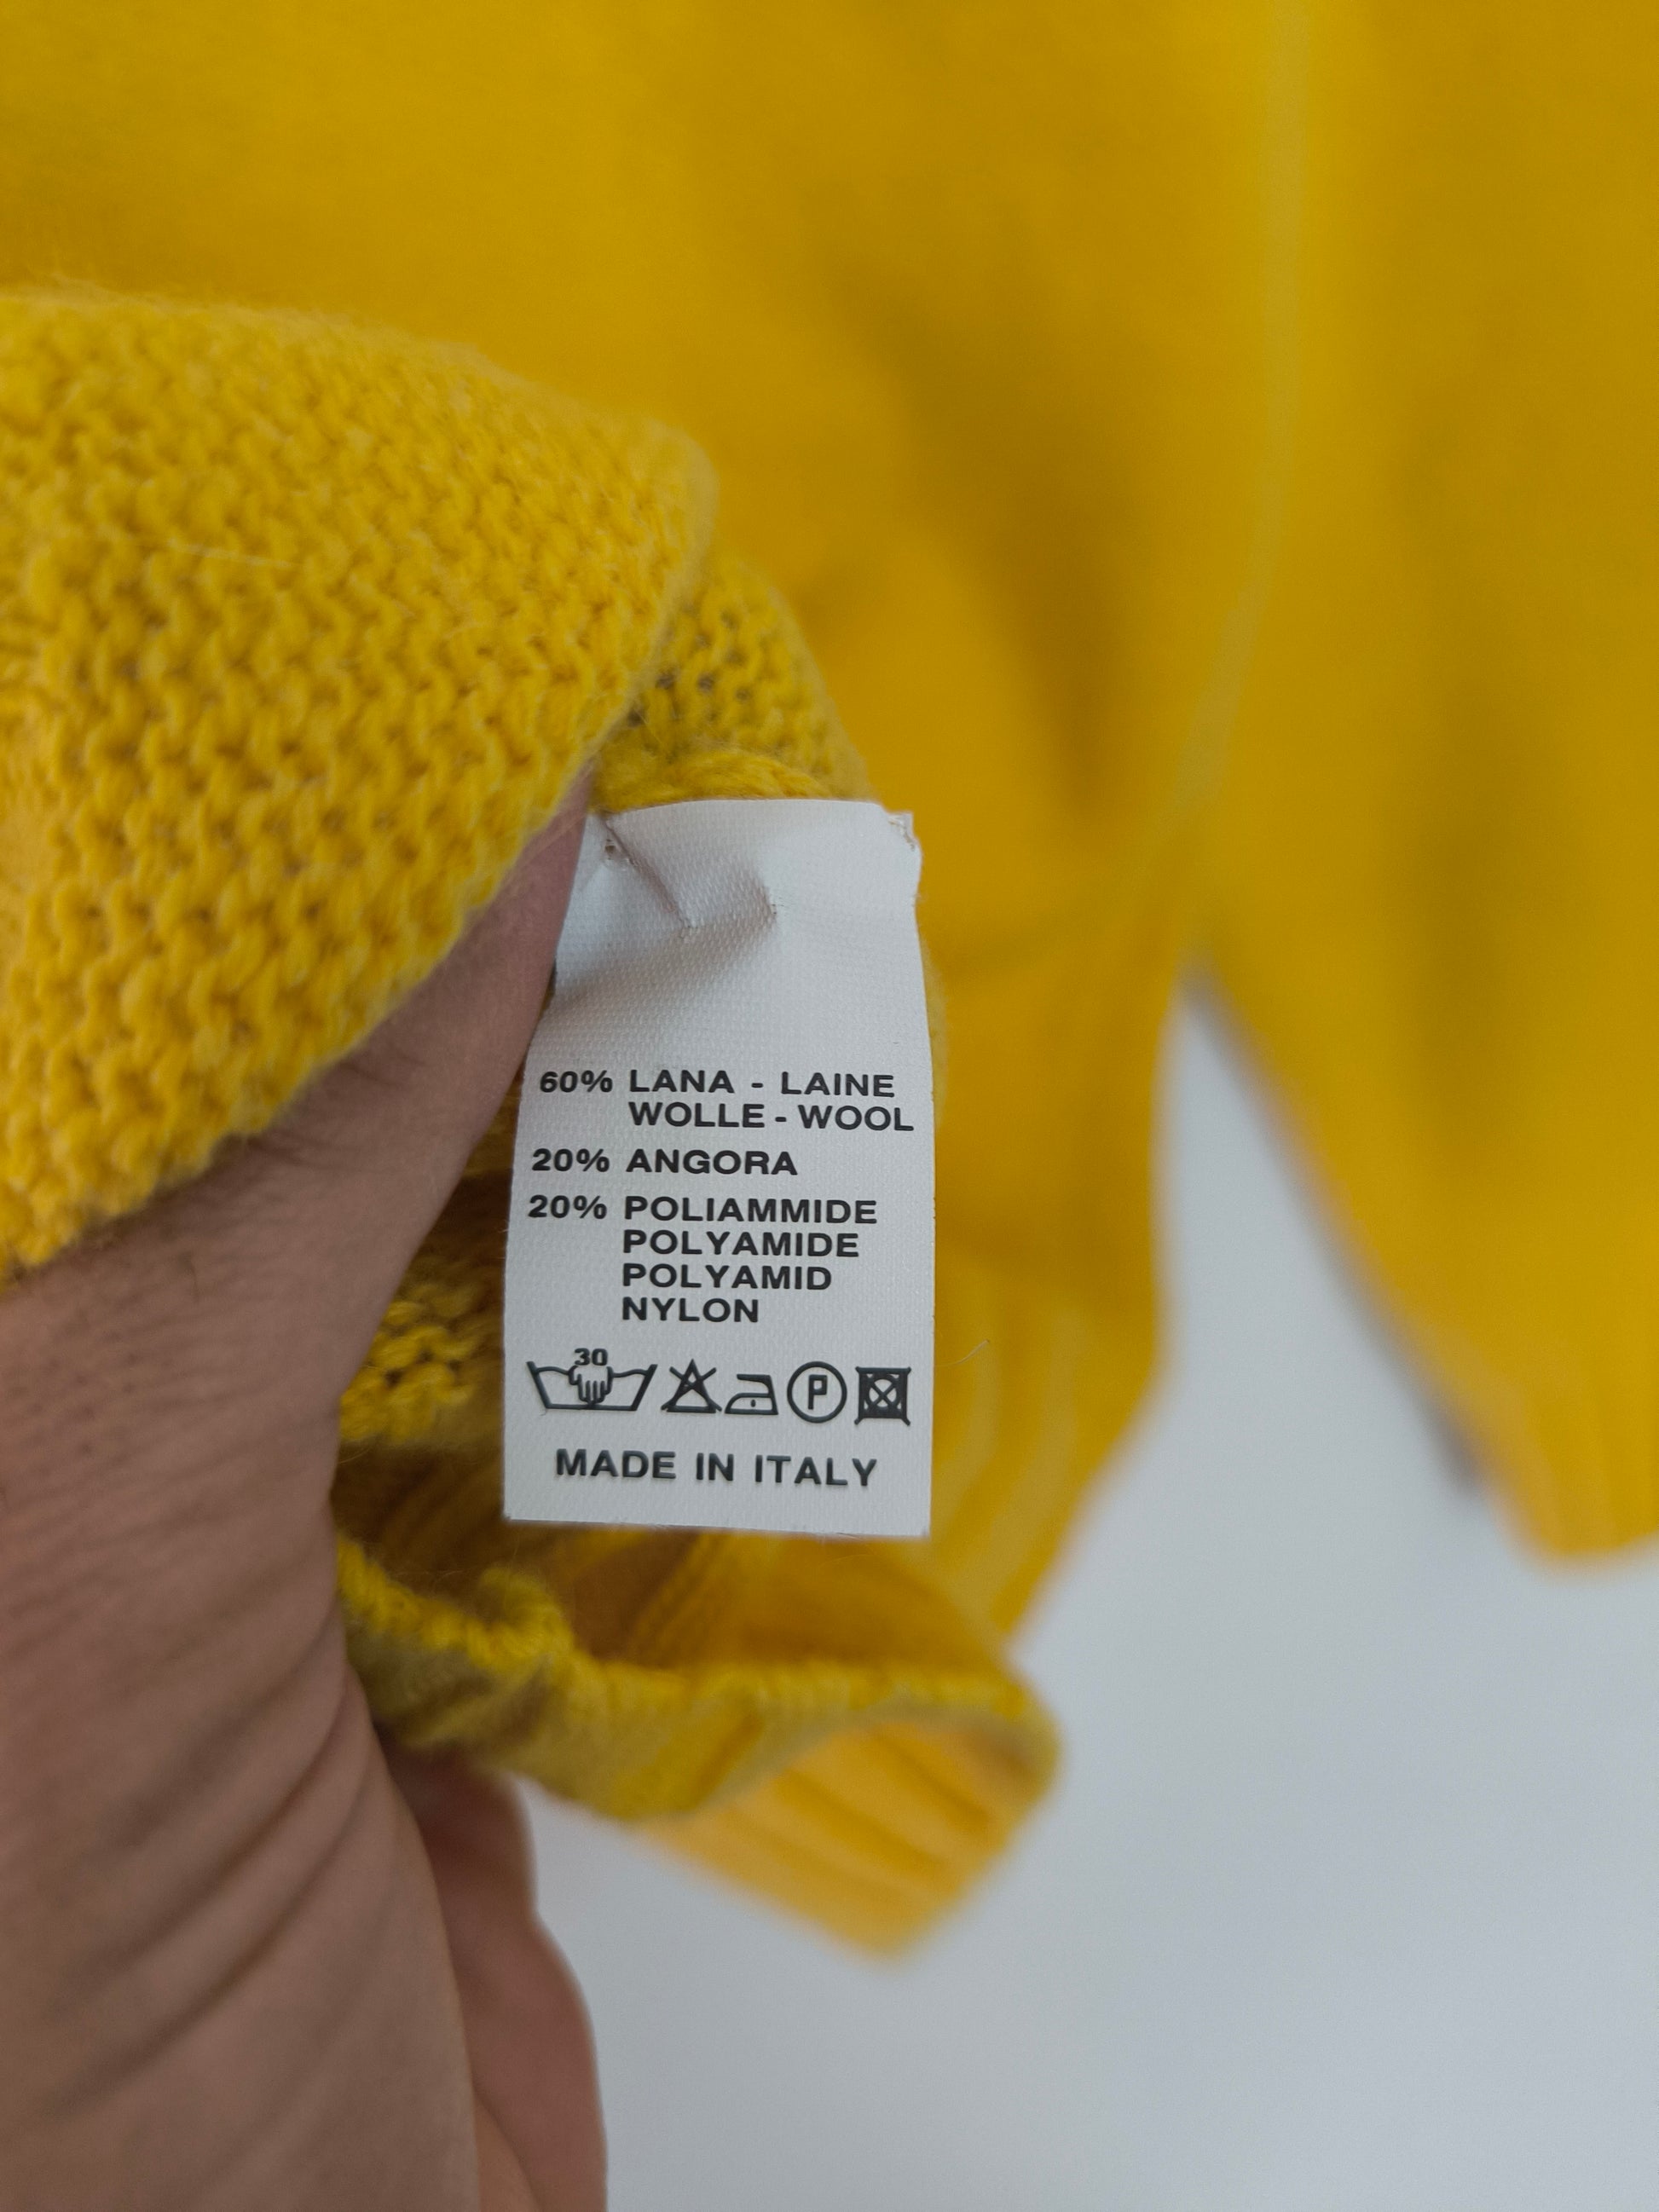 60% LANA - LAINE
WOLLE - WOOL
20% ANGORA
20% POLIAMMIDE
POLYAMIDE
POLYAMID
NYLON
30
P
MADE IN ITALY